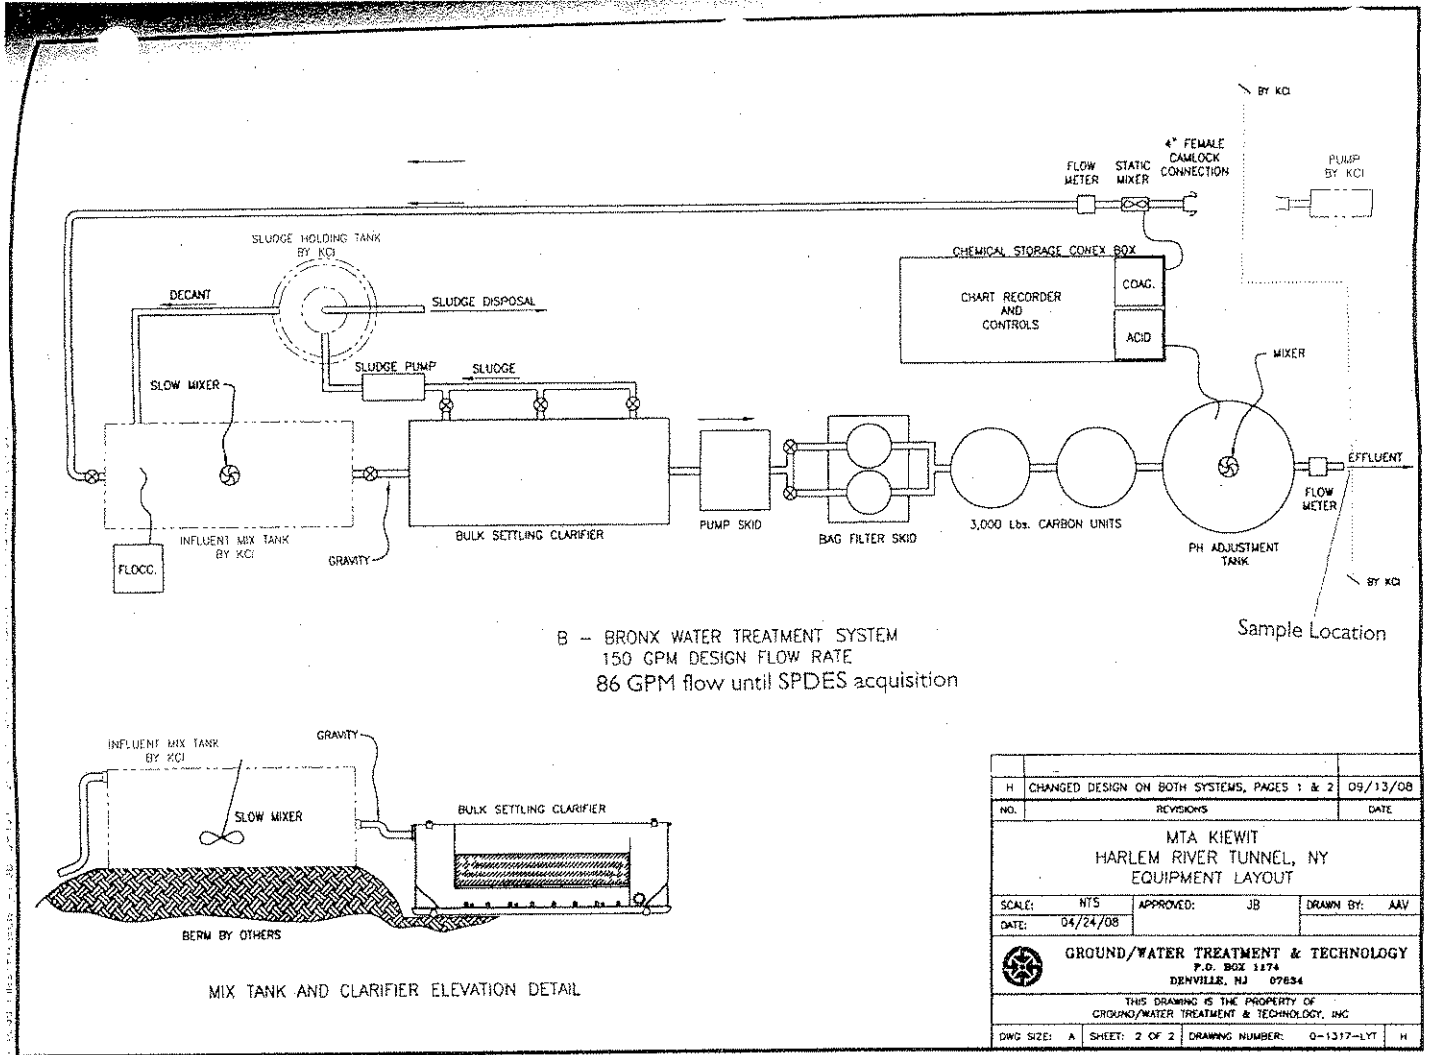 BY KCI
4" FEMALE
CAMLOCK
CONNECTION
FLOW
METER
STATIC
MIXER
PUMP
BY KCI
SLUDGE HOLDING TANK
BY KCI
CHEMICAL STORAGE CONEX BOX
COAG.
CHART RECORDER
AND
CONTROLS
ACID
DECANT
SLUDGE DISPOSAL
MIXER
SLUDGE PUMP
SLUDGE
SLOW MIXER
EFFLUENT
FLOW
METER
PUMP SKID
3,000 Lbs. CARBON UNITS
BULK SETTLING CLARIFIER
BAG FILTER SKID
INFLUENT MIX TANK
BY KCI
PH ADJUSTMENT
TANK
GRAVITY
FLOCC.
BY KCI
Sample Location
B - BRONX WATER TREATMENT SYSTEM
150 GPM DESIGN FLOW RATE
86 GPM flow until SPDES acquisition
INFLUENT MIX TANK
BY KCI
GRAVITY
SLOW MIXER
BULK SETTLING CLARIFIER
BERM BY OTHERS
MIX TANK AND CLARIFIER ELEVATION DETAIL
H CHANGED DESIGN ON BOTH SYSTEMS, PAGES 1 & 2 09/13/08
NO. REVISIONS DATE
MTA KIEWIT
HARLEM RIVER TUNNEL, NY
EQUIPMENT LAYOUT
SCALE: NTS APPROVED: JB DRAWN BY: AAV
DATE: 04/24/08
GROUND/WATER TREATMENT & TECHNOLOGY
P.O. BOX 1174
DENVILLE, NJ 07834
THIS DRAWING IS THE PROPERTY OF
GROUND/WATER TREATMENT & TECHNOLOGY, INC
DWG SIZE: A SHEET: 2 OF 2 DRAWING NUMBER: 0-1317-LYT H